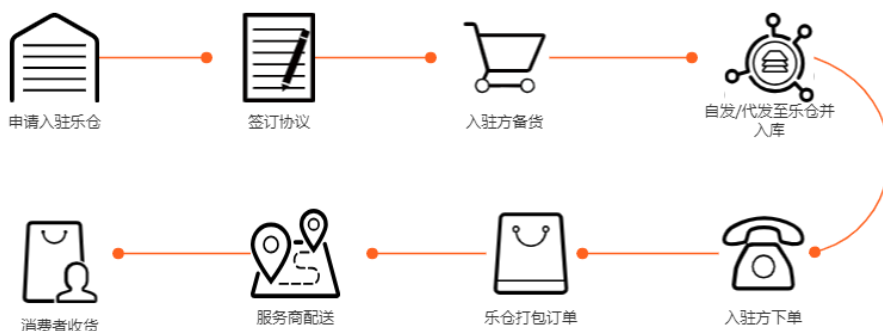 申请入驻乐仓
签订协议
入驻方备货
自发/代发至乐仓并
入库
入驻方下单
乐仓打包订单
服务商配送
消费者收货